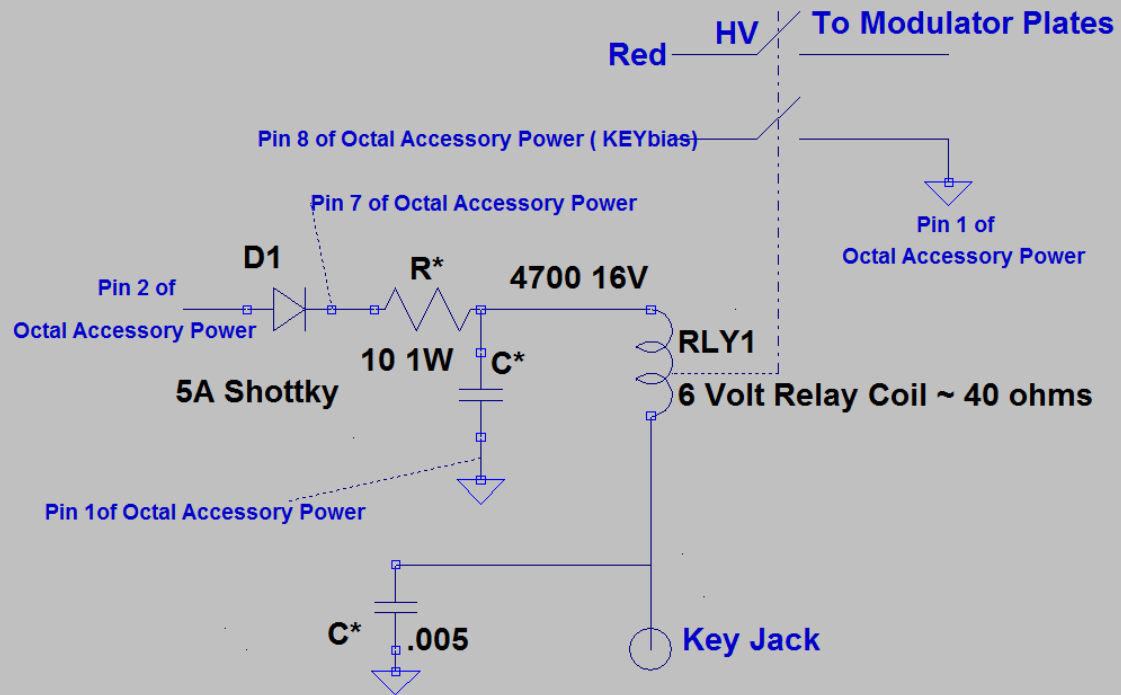 HV
To Modulator Plates
Red
Pin 8 of Octal Accessory Power ( KEYbias)
Pin 7 of Octal Accessory Power
Pin 1 of
Octal Accessory Power
D1
R*
4700 16V
Pin 2 of
Octal Accessory Power
10 1W
C*
RLY1
5A Shottky
6 Volt Relay Coil ~ 40 ohms
Pin 1of Octal Accessory Power
C*
.005
Key Jack